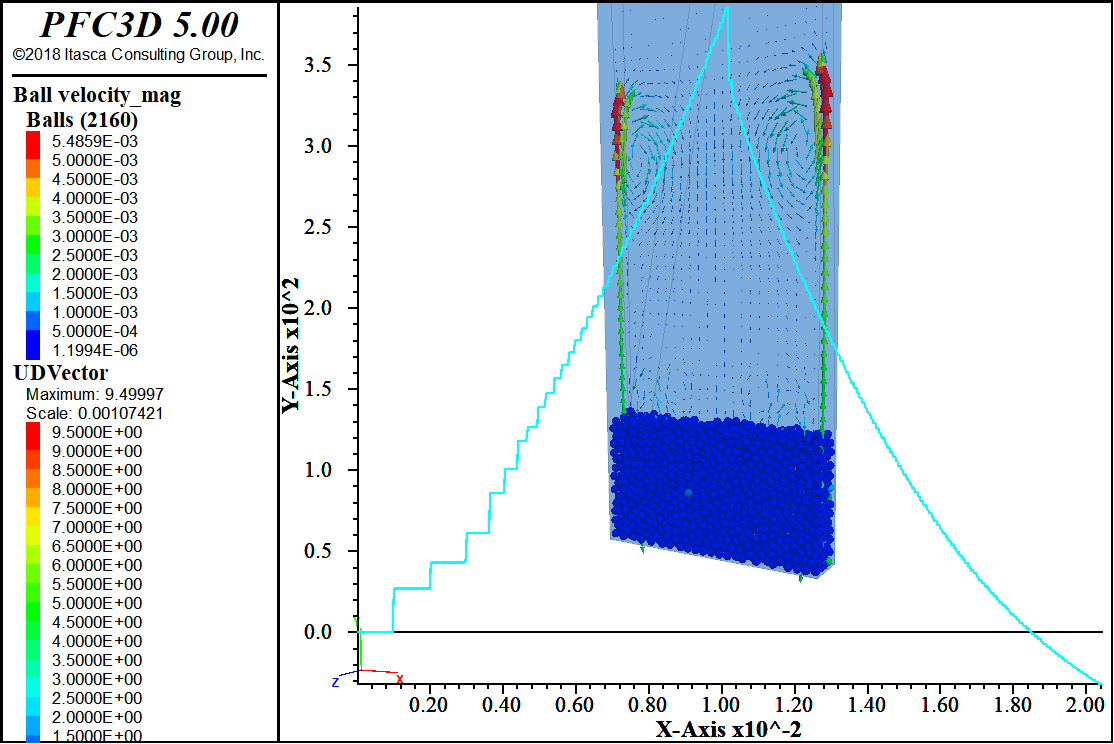 PFC3D 5.00
©2018 Itasca Consulting Group, Inc.
Ball velocity_mag
Balls (2160)
5.4859E-03
5.0000E-03
4.5000E-03
4.0000E-03
3.5000E-03
3.0000E-03
2.5000E-03
2.0000E-03
1.5000E-03
1.0000E-03
5.0000E-04
1.1994E-06
UDVector
Maximum: 9.49997
Scale: 0.00107421
9.5000E+00
9.0000E+00
8.5000E+00
8.0000E+00
7.5000E+00
7.0000E+00
6.5000E+00
6.0000E+00
5.5000E+00
5.0000E+00
4.5000E+00
4.0000E+00
3.5000E+00
3.0000E+00
2.5000E+00
2.0000E+00
1.5000E+00
Y-Axis x10^2
3.5
3.0
2.5
2.0
1.5
1.0
0.5
0.0
Y
Z
X
0.20 0.40 0.60 0.80 1.00 1.20 1.40 1.60 1.80 2.00
X-Axis x10^-2